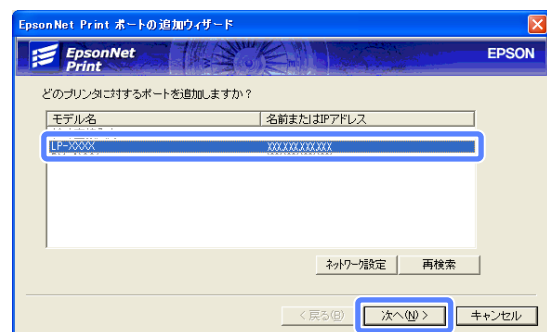 EpsonNet Print ポートの追加ウィザード
EpsonNet
Print
EPSON
どのプリンタに対するポートを追加しますか？
モデル名 名前またはIPアドレス
LP-XXXX XXX.XXX.XXX.XXX
ネットワーク設定 再検索
< 戻る(B) 次へ(N) > キャンセル